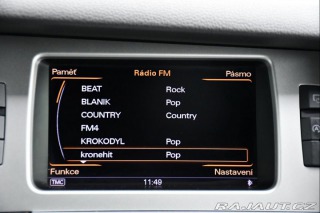 Paměť Rádio FM Pásmo
BEAT Rock
BLANIK Pop
COUNTRY Country
FM4
KROKODYL Pop
kronehit Pop
Funkce Nastavení
TMC 11:49
RAJAUT.CZ